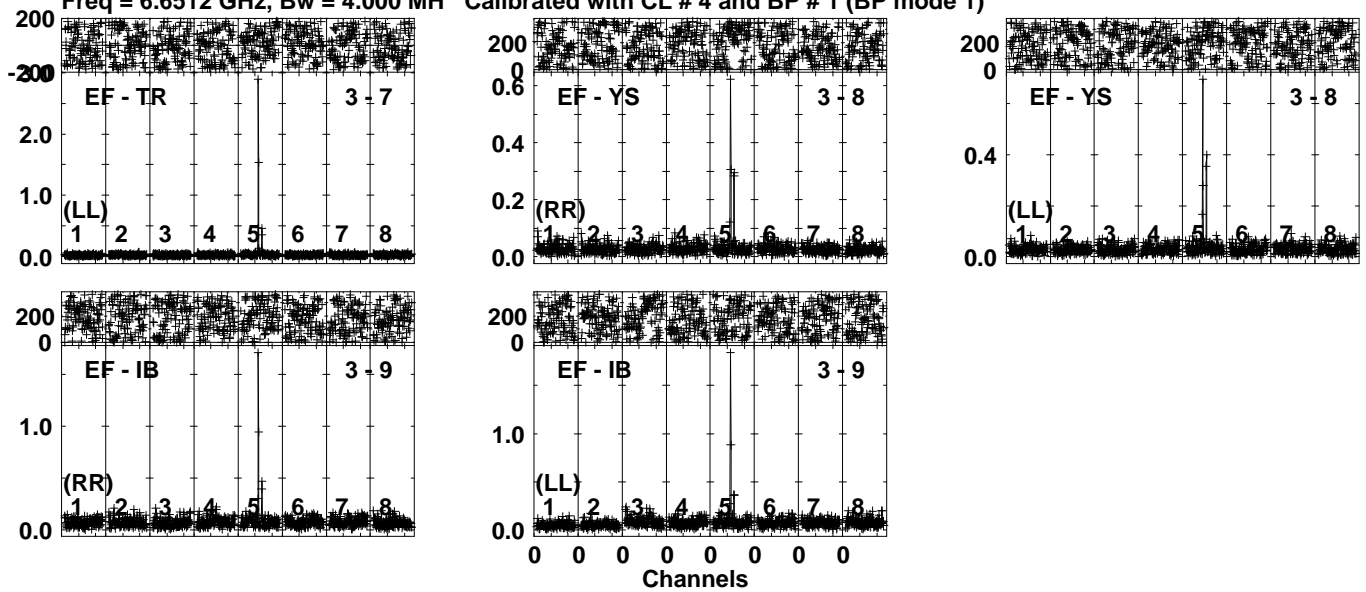 Freq = 6.6512 GHz, Bw = 4.000 MH Calibrated with CL # 4 and BP # 1 (BP mode 1)
200
EF - TR 3 - 7
2.0
1.0
(LL)
1 2 3 4 5 6 7 8
0.0
200
0
0.6
EF - YS 3 - 8
0.4
0.2
(RR)
1 2 3 4 5 6 7 8
0.0
200
0
EF - YS 3 - 8
0.4
(LL)
1 2 3 4 5 6 7 8
0.0
200
0
EF - IB 3 - 9
1.0
(RR)
1 2 3 4 5 6 7 8
0.0
200
0
EF - IB 3 - 9
1.0
(LL)
1 2 3 4 5 6 7 8
0.0
0 0 0 0 0 0 0 0
Channels